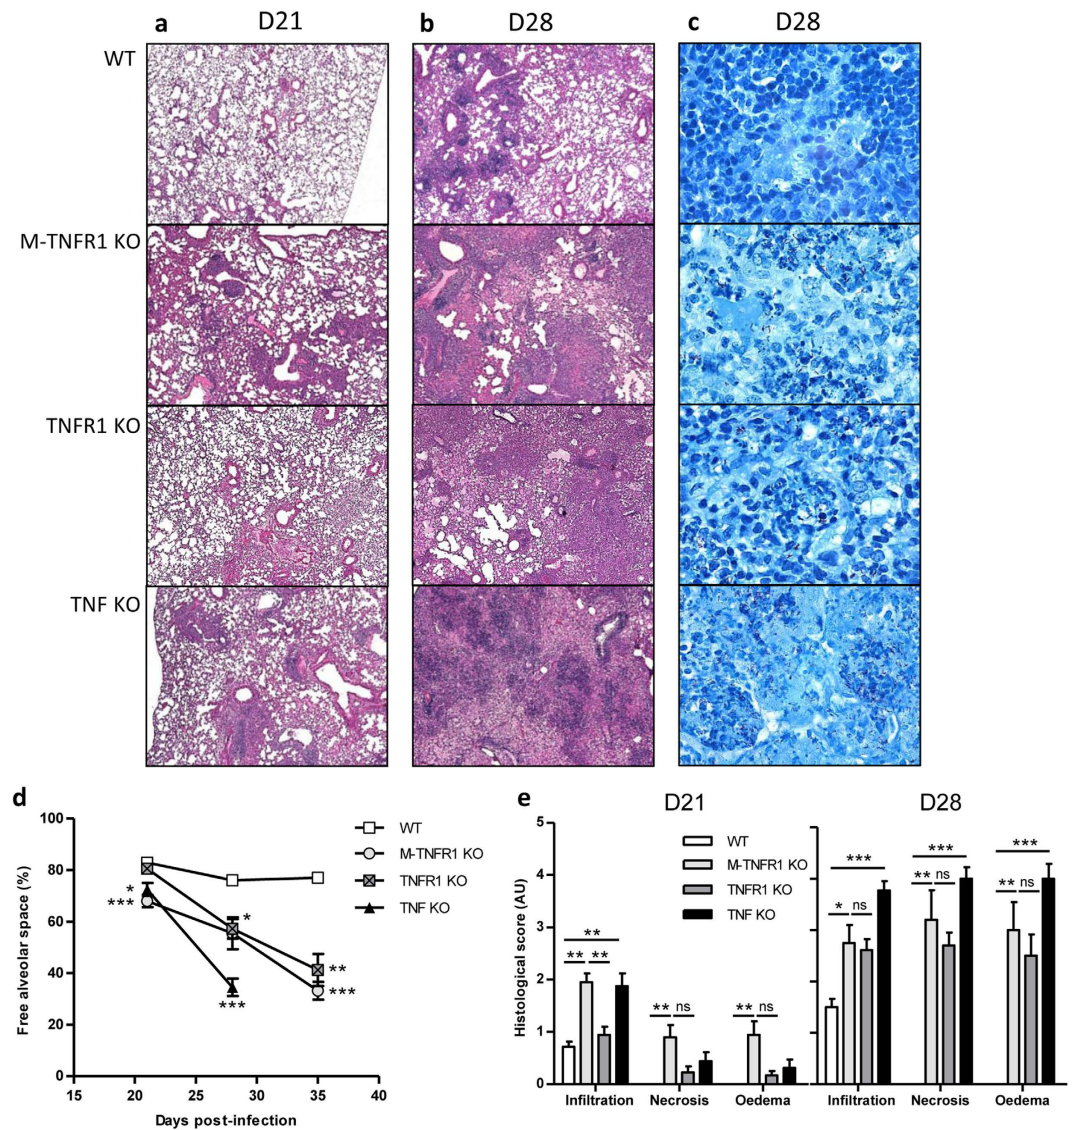 a D21
b D28
c D28
WT
M-TNFR1 KO
TNFR1 KO
TNF KO
d
100
80
60
40
20
0
15 20 25 30 35 40
Free alveolar space (%)
Days post-infection
WT
M-TNFR1 KO
TNFR1 KO
TNF KO
*
***
*
***
**
***
e
D21 D28
5
4
3
2
1
0
Histological score (AU)
WT
M-TNFR1 KO
TNFR1 KO
TNF KO
**
** **
** ns
** ns
***
* ns
***
** ns
***
** ns
Infiltration Necrosis Oedema
Infiltration Necrosis Oedema